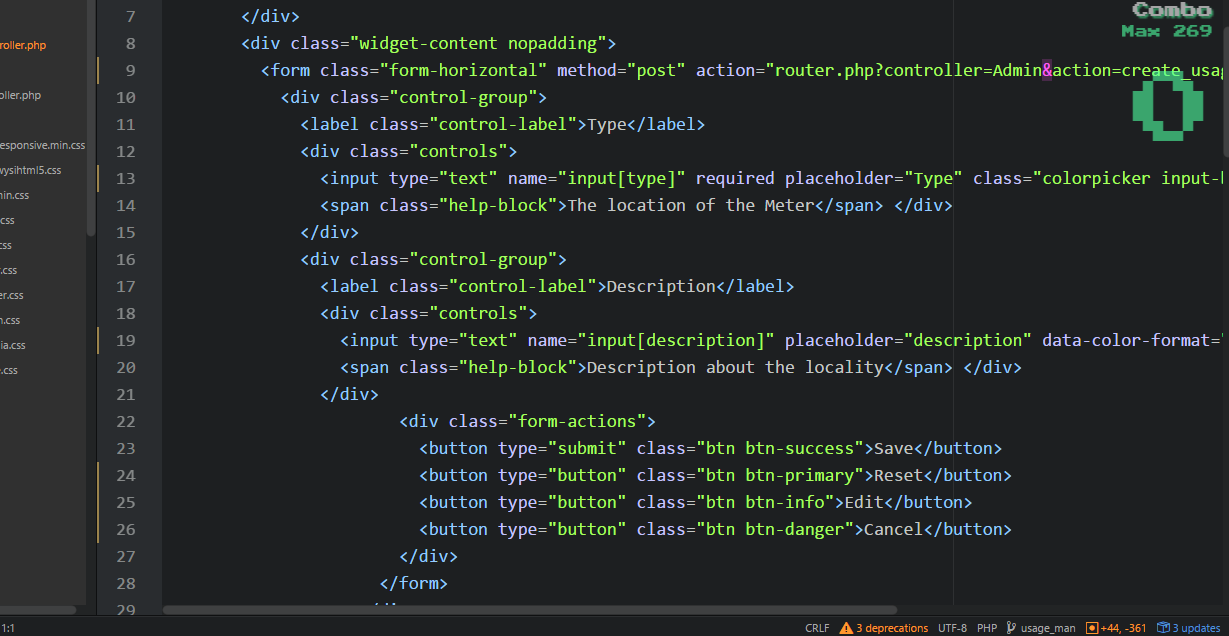 Combo
Max 269
0
roller.php
oller.php
esponsive.min.css
wysihtml5.css
min.css
css
css
.css
er.css
n.css
ia.css
.css
7 </div>
8 <div class="widget-content nopadding">
9 <form class="form-horizontal" method="post" action="router.php?controller=Admin&action=create_usag
10 <div class="control-group">
11 <label class="control-label">Type</label>
12 <div class="controls">
13 <input type="text" name="input[type]" required placeholder="Type" class="colorpicker input-
14 <span class="help-block">The location of the Meter</span> </div>
15 </div>
16 <div class="control-group">
17 <label class="control-label">Description</label>
18 <div class="controls">
19 <input type="text" name="input[description]" placeholder="description" data-color-format=
20 <span class="help-block">Description about the locality</span> </div>
21 </div>
22 <div class="form-actions">
23 <button type="submit" class="btn btn-success">Save</button>
24 <button type="button" class="btn btn-primary">Reset</button>
25 <button type="button" class="btn btn-info">Edit</button>
26 <button type="button" class="btn btn-danger">Cancel</button>
27 </div>
28 </form>
29
1:1 CRLF 3 deprecations UTF-8 PHP usage_man +44, -361 3 updates